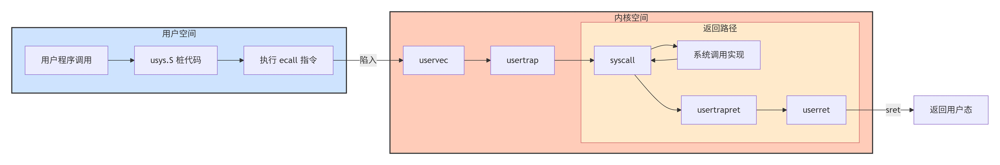 用户空间
用户程序调用
usys.S 桩代码
执行 ecall 指令
陷入
内核空间
uservec
usertrap
返回路径
syscall
系统调用实现
usertrapret
userret
sret
返回用户态